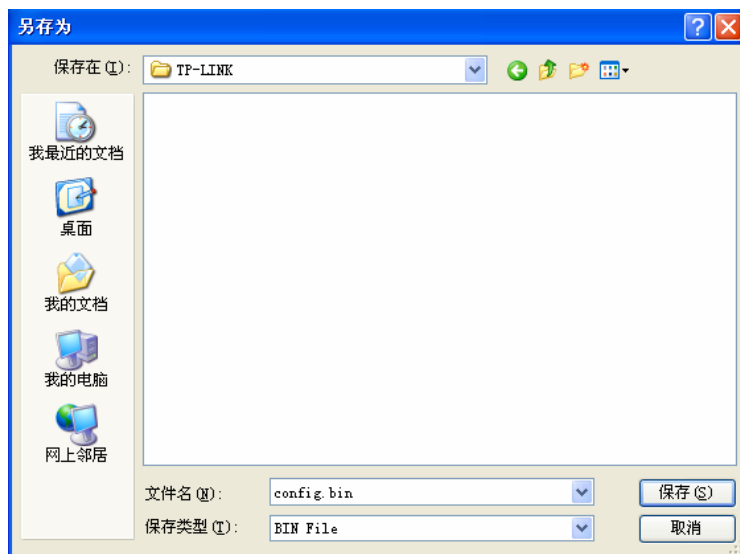 另存为
保存在(I):
TP-LINK
我最近的文档
桌面
我的文档
我的电脑
网上邻居
文件名(N):
config.bin
保存(S)
保存类型(T):
BIN File
取消